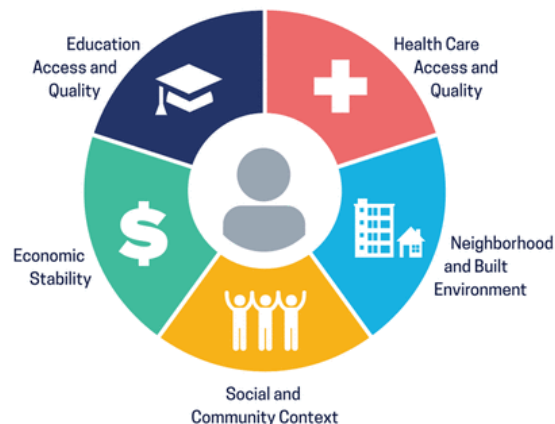 Education
Access and
Quality
Health Care
Access and
Quality
Economic
Stability
$
Neighborhood
and Built
Environment
Social and
Community Context